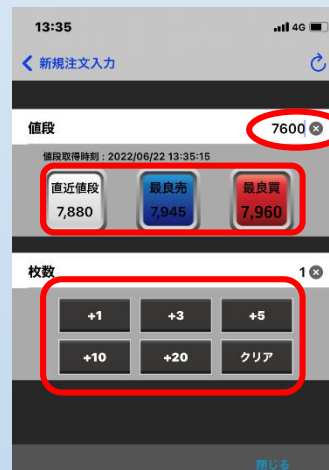 13:35 4G
新規注文入力
値段 7600
値段取得時刻：2022/06/22 13:35:15
直近値段 最良売 最良買
7,880 7,945 7,960
枚数 1
+1 +3 +5
+10 +20 クリア
閉じる